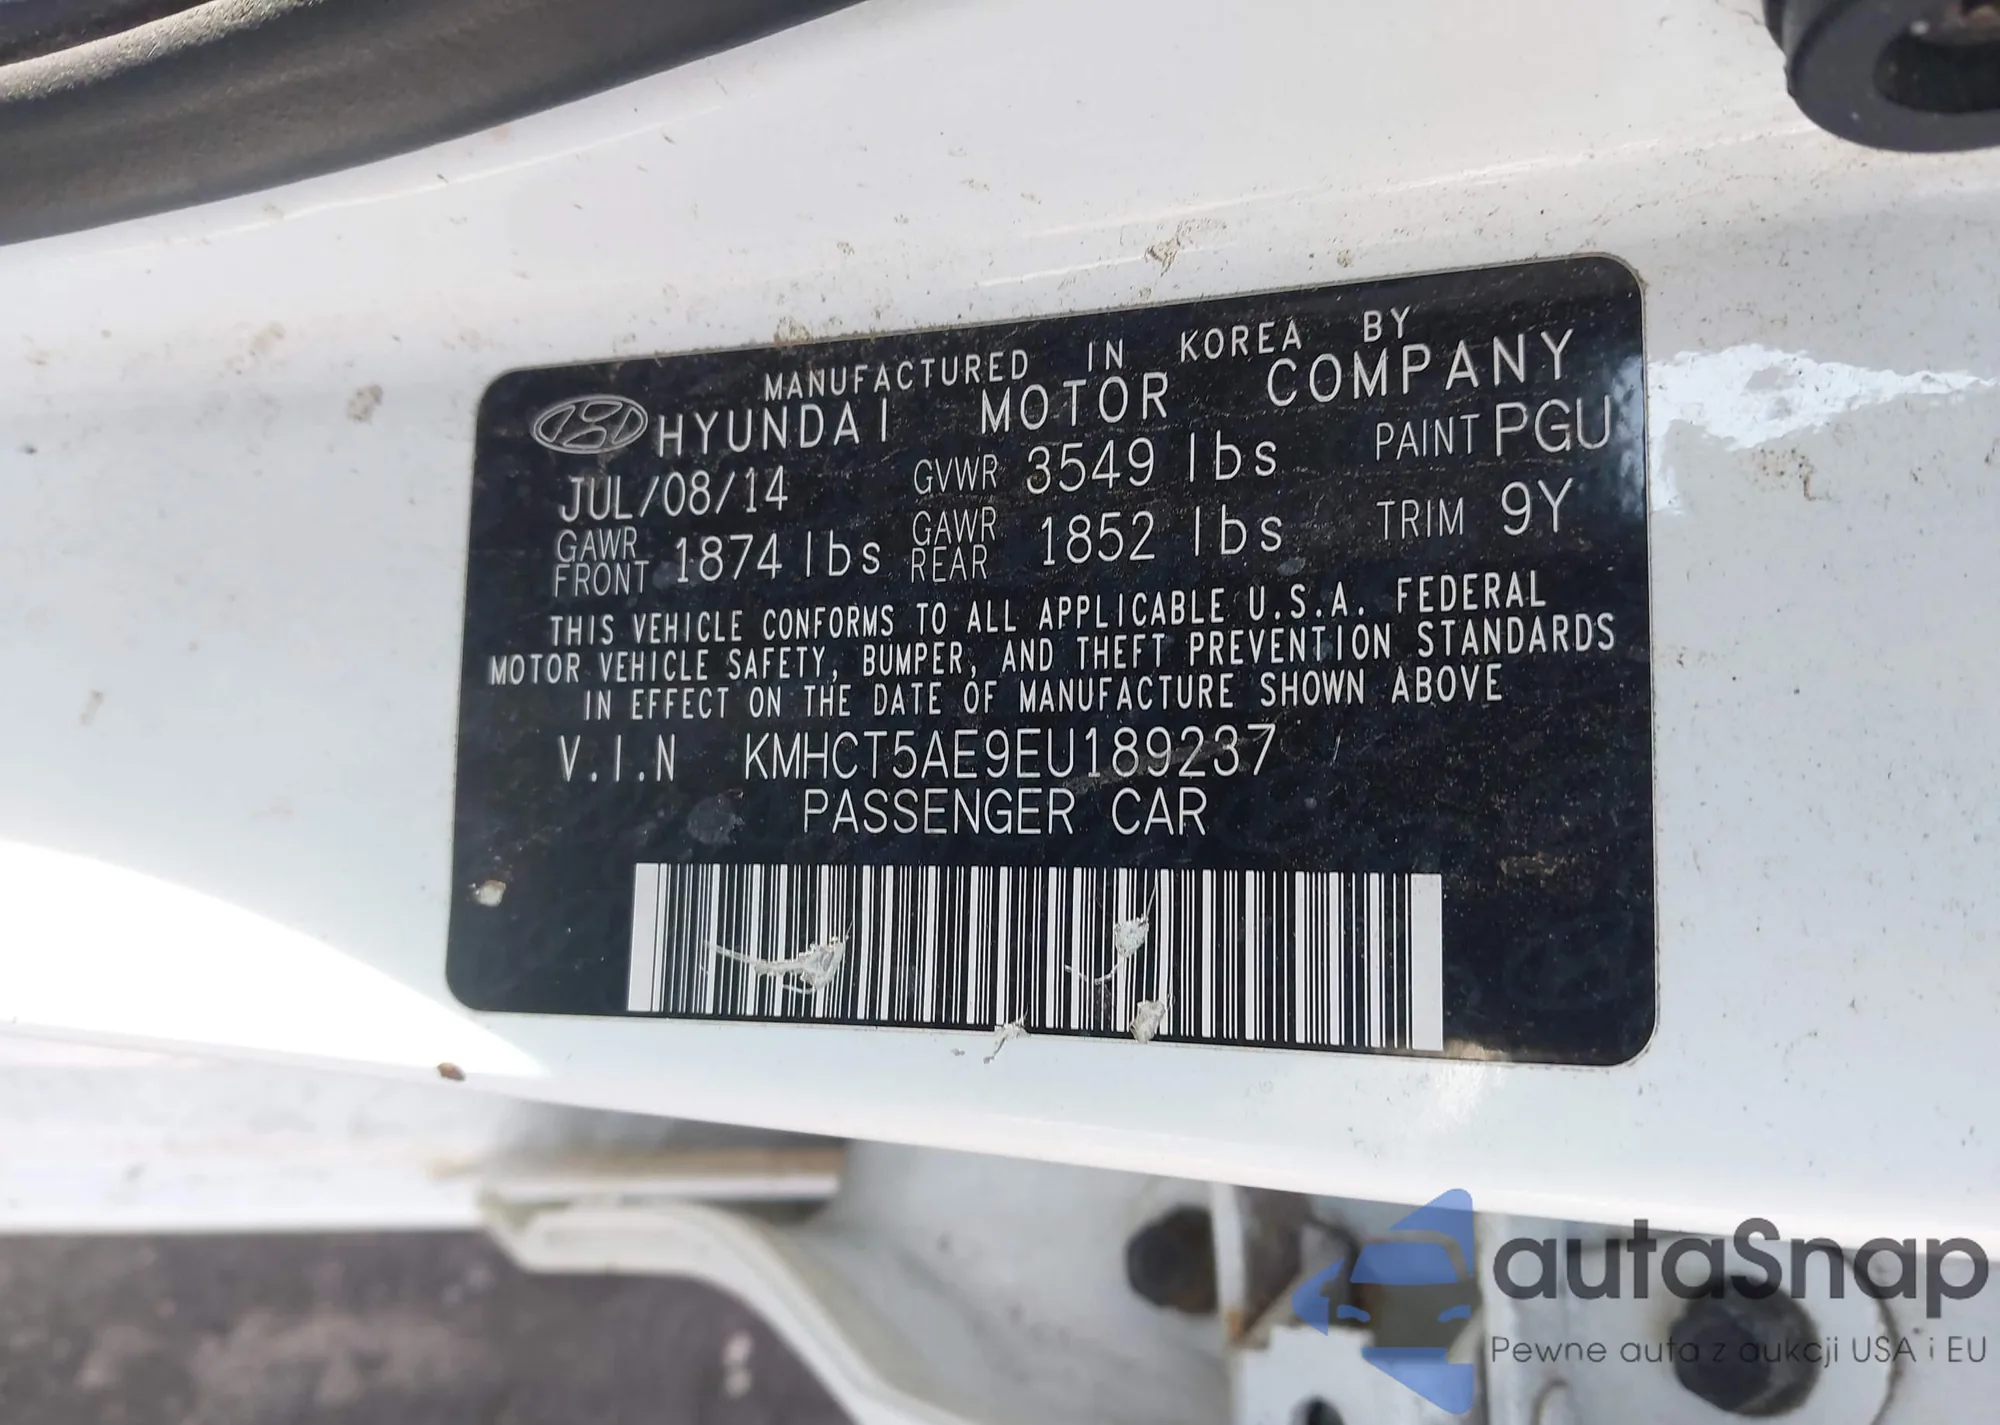 MANUFACTURED IN KOREA BY
HYUNDAI MOTOR COMPANY
JUL/08/14 GVWR 3549 lbs PAINT PGU
GAWR FRONT 1874 lbs GAWR REAR 1852 lbs TRIM 9Y
THIS VEHICLE CONFORMS TO ALL APPLICABLE U.S.A. FEDERAL
MOTOR VEHICLE SAFETY, BUMPER, AND THEFT PREVENTION STANDARDS
IN EFFECT ON THE DATE OF MANUFACTURE SHOWN ABOVE
V.I.N KMHCT5AE9EU189237
PASSENGER CAR
autaSnap
Pewne auta z aukcji USA i EU